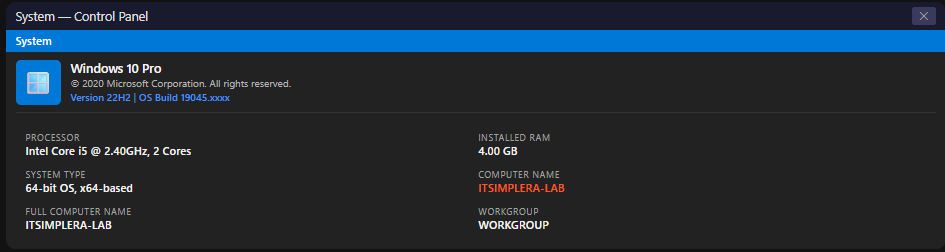 System — Control Panel
System
Windows 10 Pro
© 2020 Microsoft Corporation. All rights reserved.
Version 22H2 | OS Build 19045.xxxx
PROCESSOR
Intel Core i5 @ 2.40GHz, 2 Cores
INSTALLED RAM
4.00 GB
SYSTEM TYPE
64-bit OS, x64-based
COMPUTER NAME
ITSIMPLERA-LAB
FULL COMPUTER NAME
ITSIMPLERA-LAB
WORKGROUP
WORKGROUP